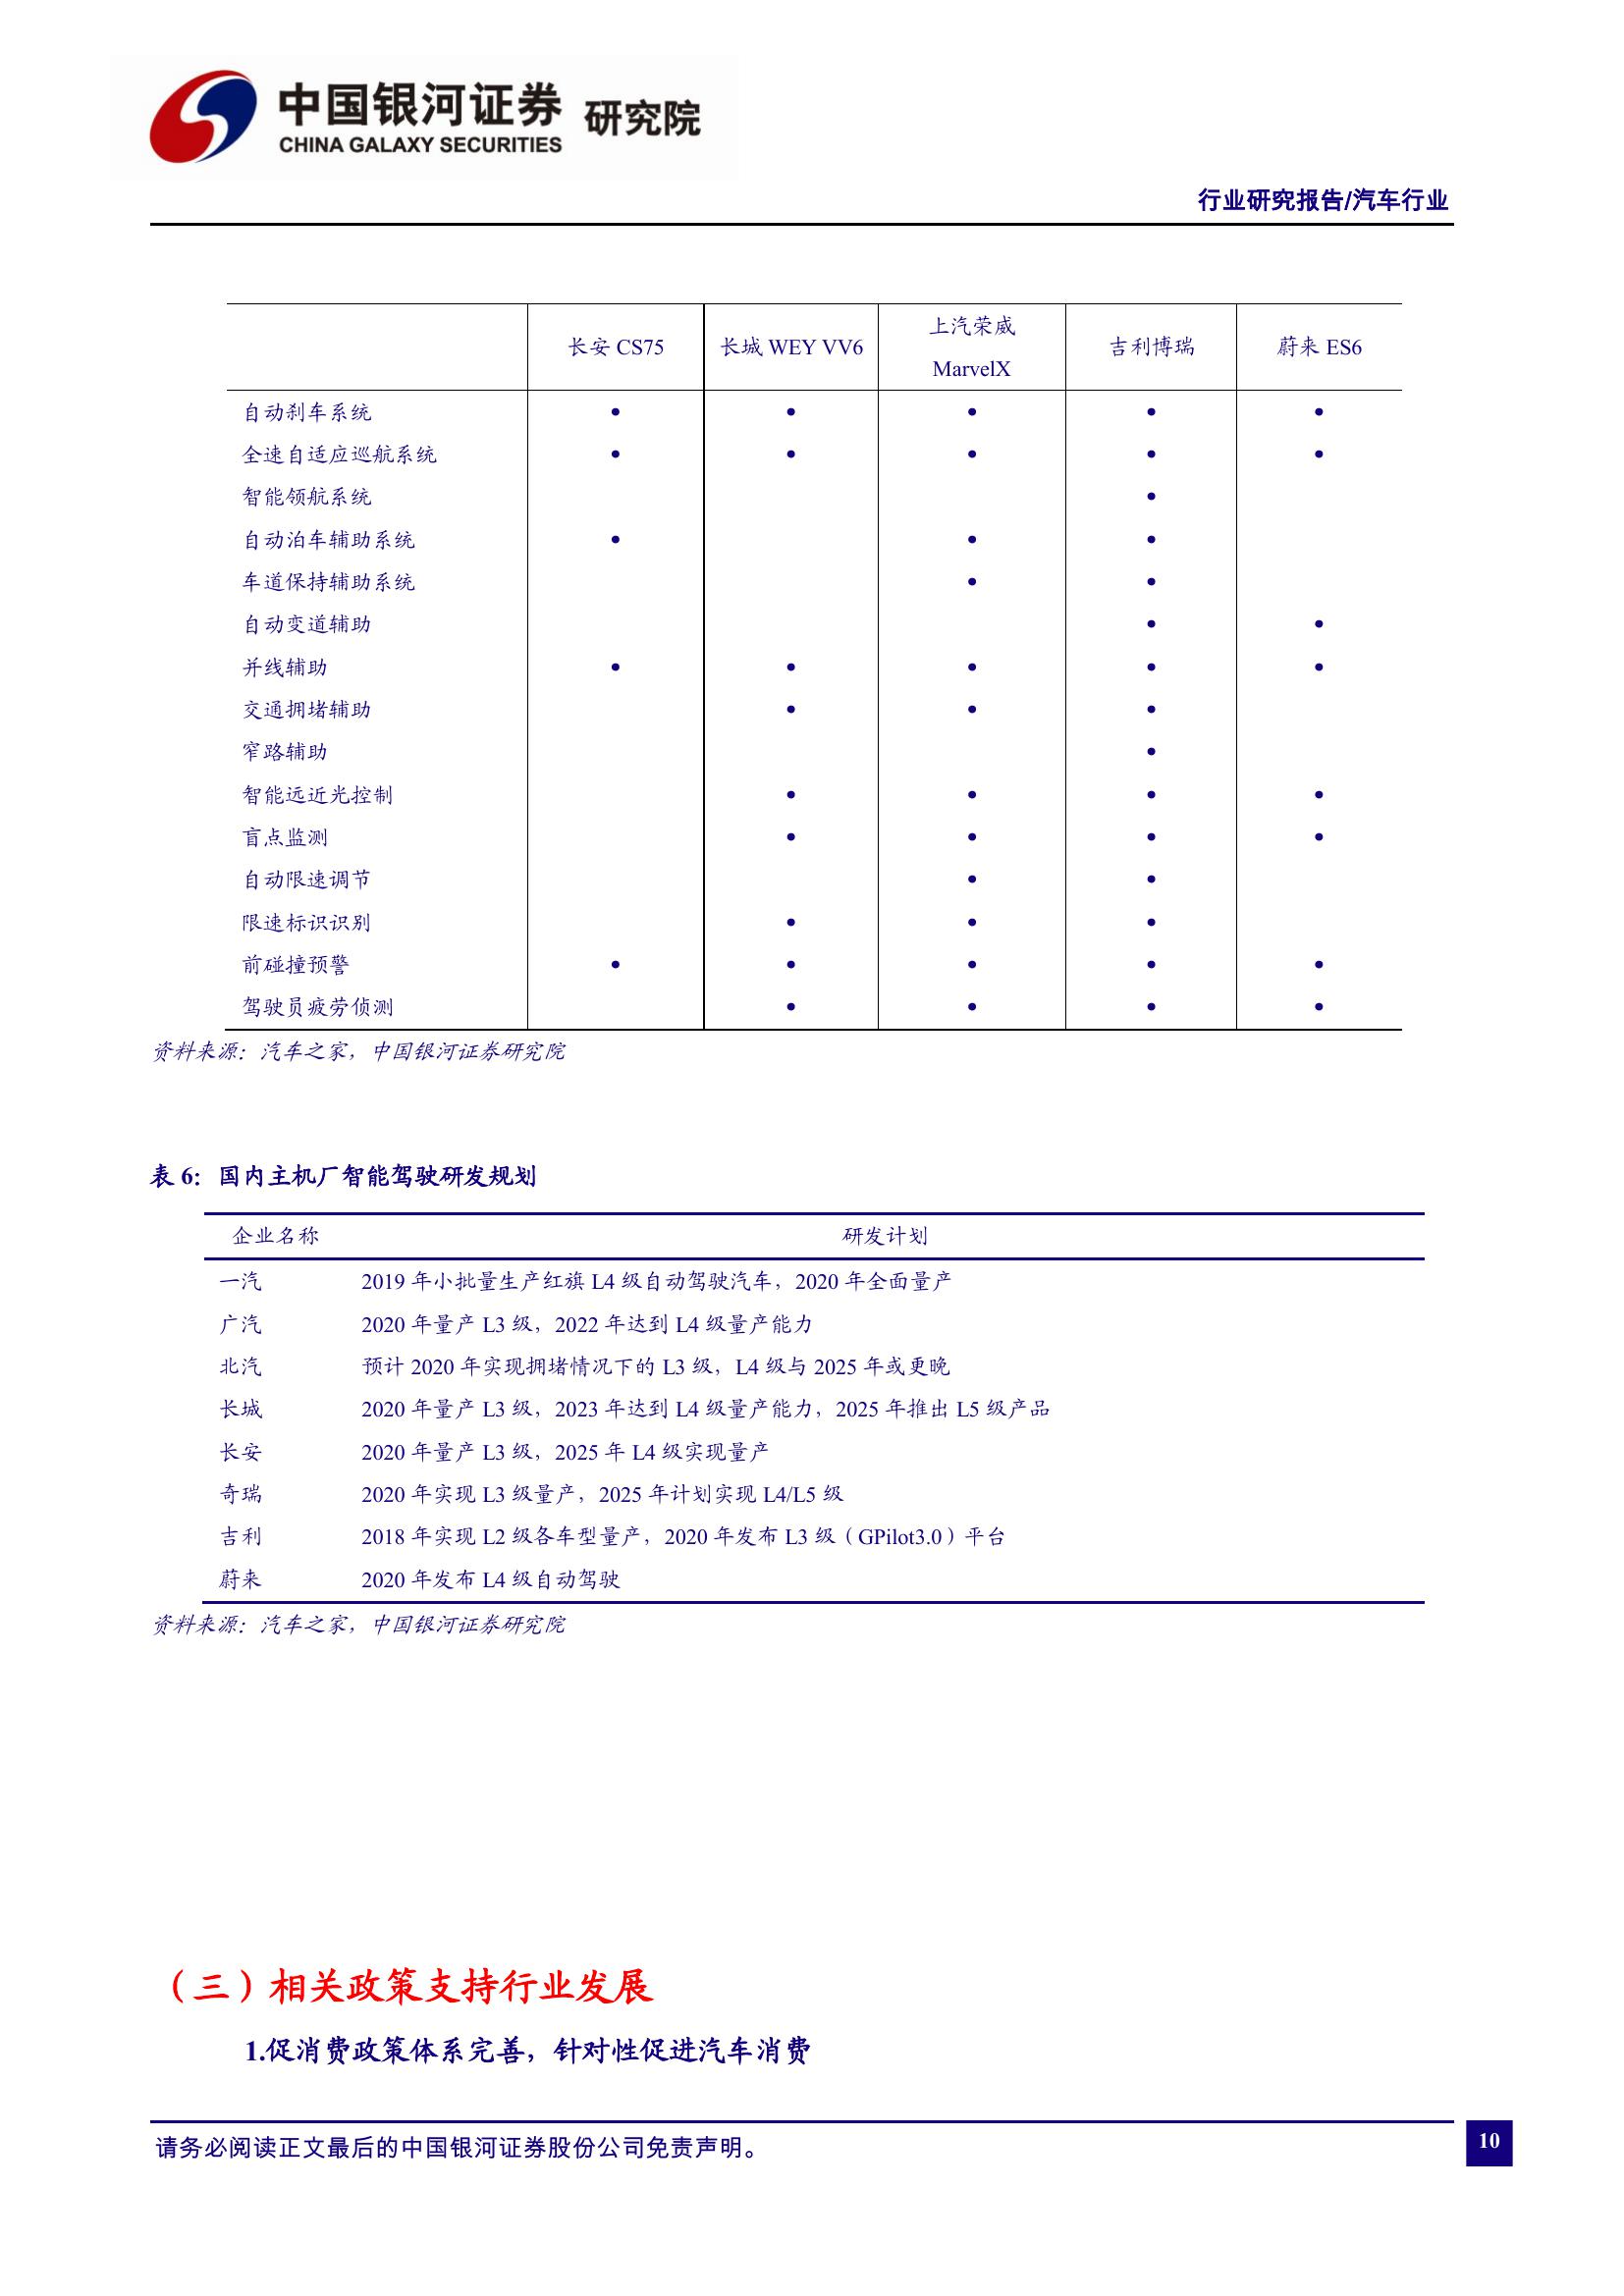 中国银河证券 研究院
CHINA GALAXY SECURITIES
行业研究报告/汽车行业
长安 CS75 长城 WEY VV6 上汽荣威 MarvelX 吉利博瑞 蔚来 ES6
自动刹车系统 ● ● ● ● ●
全速自适应巡航系统 ● ● ● ● ●
智能领航系统 ●
自动泊车辅助系统 ● ● ●
车道保持辅助系统 ● ●
自动变道辅助 ● ●
并线辅助 ● ● ● ● ●
交通拥堵辅助 ● ● ●
窄路辅助 ●
智能远近光控制 ● ● ● ●
盲点监测 ● ● ● ●
自动限速调节 ● ●
限速标识识别 ● ● ●
前碰撞预警 ● ● ● ● ●
驾驶员疲劳侦测 ● ● ● ●
资料来源：汽车之家，中国银河证券研究院
表 6：国内主机厂智能驾驶研发规划
企业名称 研发计划
一汽 2019 年小批量生产红旗 L4 级自动驾驶汽车，2020 年全面量产
广汽 2020 年量产 L3 级，2022 年达到 L4 级量产能力
北汽 预计 2020 年实现拥堵情况下的 L3 级，L4 级与 2025 年或更晚
长城 2020 年量产 L3 级，2023 年达到 L4 级量产能力，2025 年推出 L5 级产品
长安 2020 年量产 L3 级，2025 年 L4 级实现量产
奇瑞 2020 年实现 L3 级量产，2025 年计划实现 L4/L5 级
吉利 2018 年实现 L2 级各车型量产，2020 年发布 L3 级（GPilot3.0）平台
蔚来 2020 年发布 L4 级自动驾驶
资料来源：汽车之家，中国银河证券研究院
（三）相关政策支持行业发展
1.促消费政策体系完善，针对性促进汽车消费
请务必阅读正文最后的中国银河证券股份公司免责声明。
10